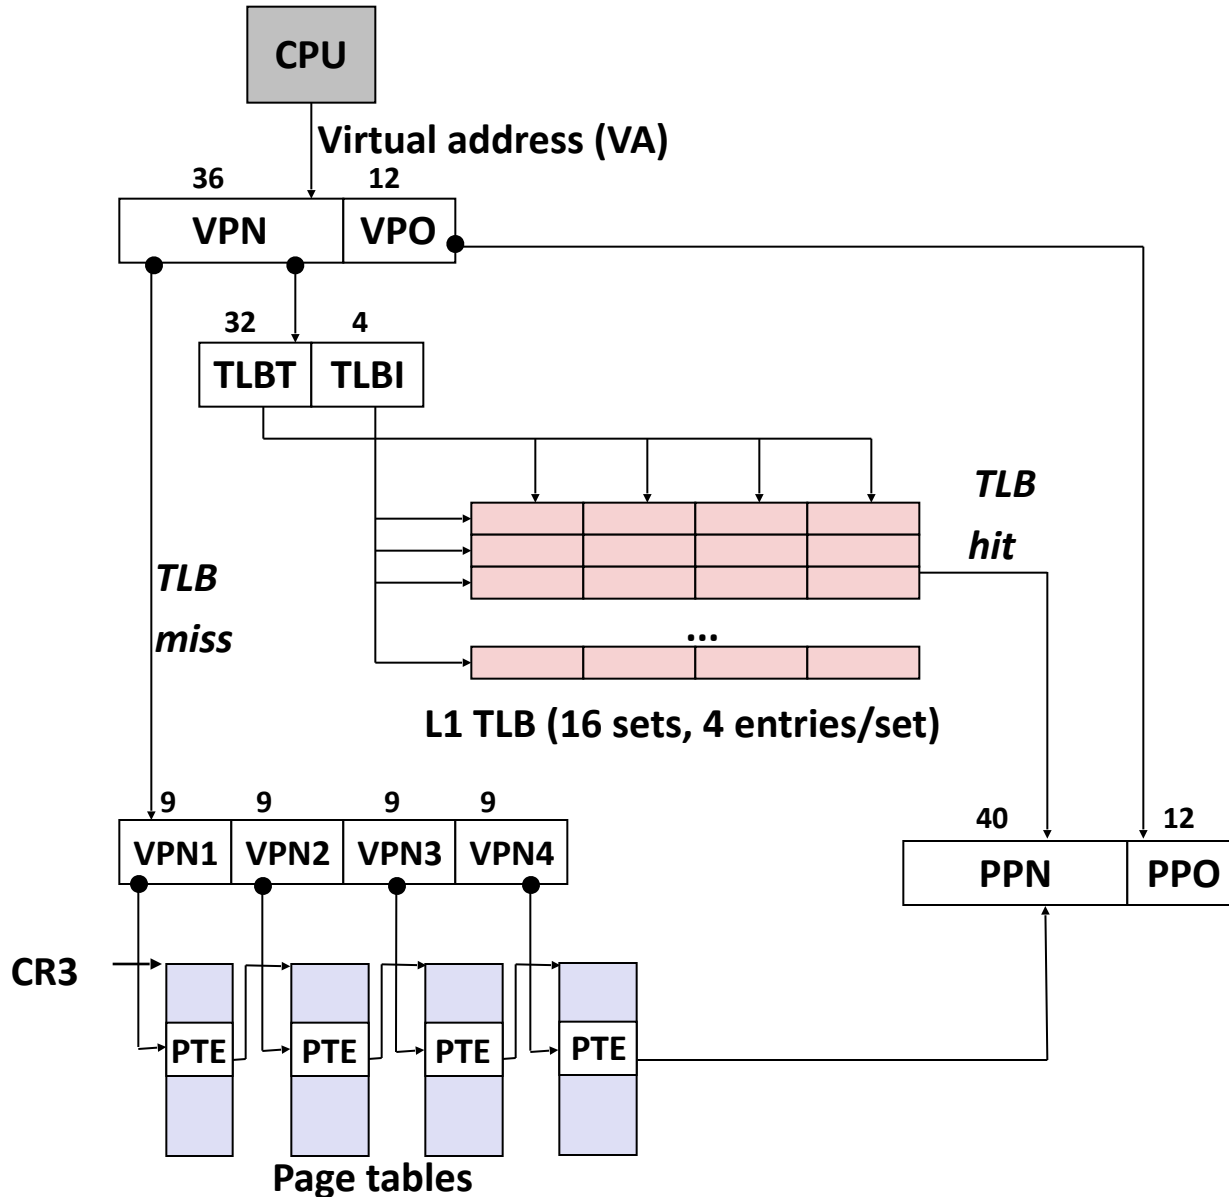 CPU
Virtual address (VA)
36 12
VPN VPO
32 4
TLBT TLBI
TLB
hit
TLB
miss
...
L1 TLB (16 sets, 4 entries/set)
9 9 9 9
VPN1 VPN2 VPN3 VPN4
40 12
PPN PPO
CR3
PTE PTE PTE PTE
Page tables